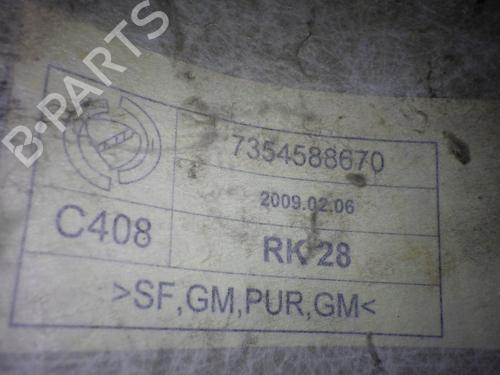 B-PARTS
7354588670
2009.02.06
C408
RK 28
>SF,GM,PUR,GM<